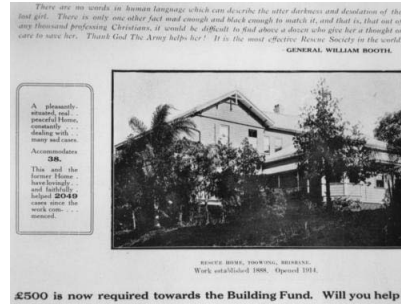 There are no words in human language which can describe the utter darkness and desolation of the
lost girl. There is only one other fact mad enough and black enough to match it, and that is, that out of
any thousand professing Christians, it would be difficult to find above a dozen who give her a thought or
care to save her. Thank God The Army helps her! It is the most effective Rescue Society in the world
- GENERAL WILLIAM BOOTH.
A pleasantly-
situated, real . .
peaceful Home,
constantly . . .
dealing with . .
many sad cases.
Accommodates
38.
This and the
former Home . .
have lovingly . .
and faithfully . .
helped 2049
cases since the
work com- . . .
menced.
RESCUE HOME, TOOWONG, BRISBANE.
Work established 1888. Opened 1914.
£500 is now required towards the Building Fund. Will you help